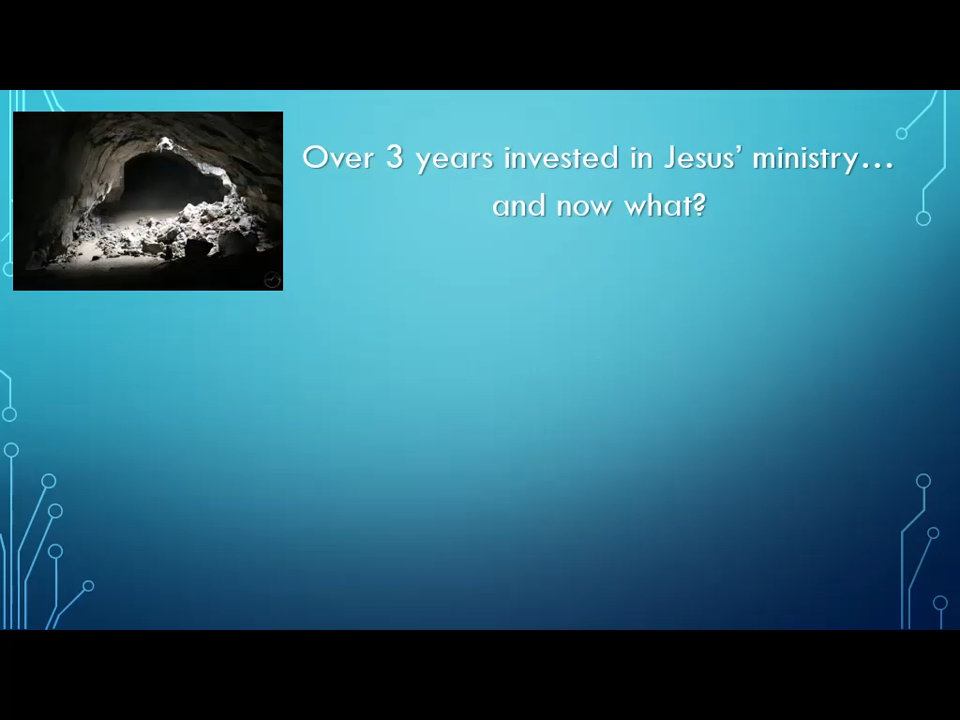 Over 3 years invested in Jesus’ ministry…
and now what?